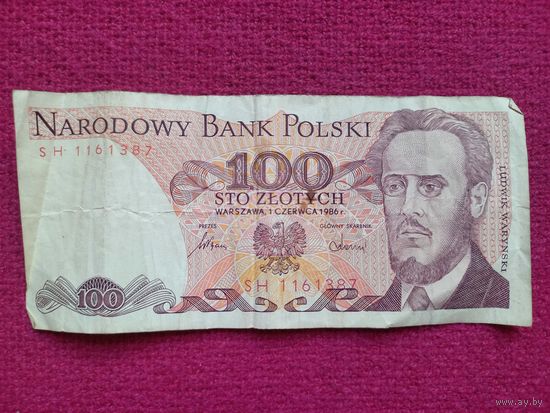 NARODOWY BANK POLSKI
SH 1161387
100
STO ZŁOTYCH
WARSZAWA, 1 CZERWCA 1986 r.
PREZES GŁÓWNY SKARBNIK
SH 1161387
100
LUDWIK WARYŃSKI
www.ay.by